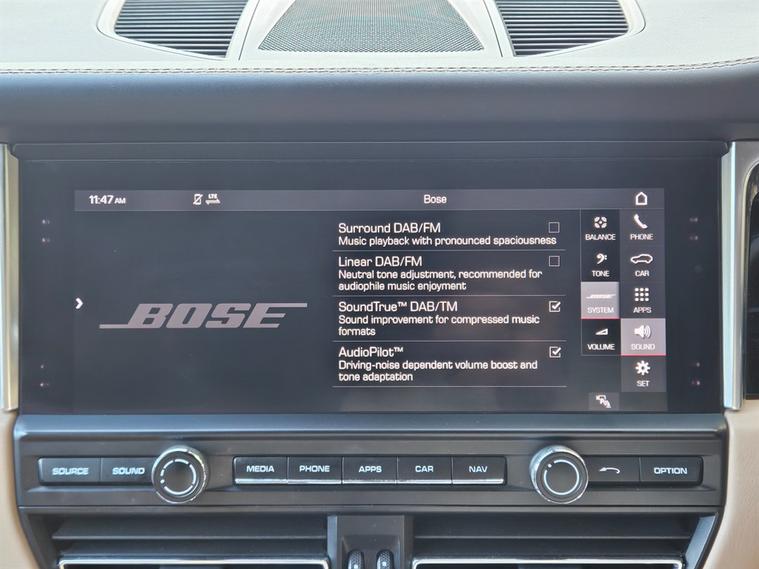 11:47 AM
LTE
Bose
Surround DAB/FM
Music playback with pronounced spaciousness
Linear DAB/FM
Neutral tone adjustment, recommended for
audiophile music enjoyment
SoundTrue™ DAB/TM
Sound improvement for compressed music
formats
AudioPilot™
Driving-noise dependent volume boost and
tone adaptation
BOSE
BALANCE
PHONE
TONE
CAR
BOSE
SYSTEM
APPS
VOLUME
SOUND
SET
SOURCE
SOUND
MEDIA
PHONE
APPS
CAR
NAV
OPTION